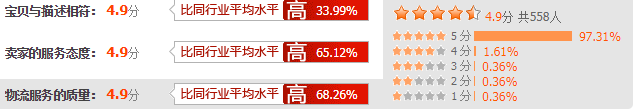 宝贝与描述相符： 4.9分 比同行业平均水平 高 33.99%
卖家的服务态度： 4.9分 比同行业平均水平 高 65.12%
物流服务的质量： 4.9分 比同行业平均水平 高 68.26%
4.9分 共558人
5 分 97.31%
4 分 1.61%
3 分 0.36%
2 分 0.36%
1 分 0.36%